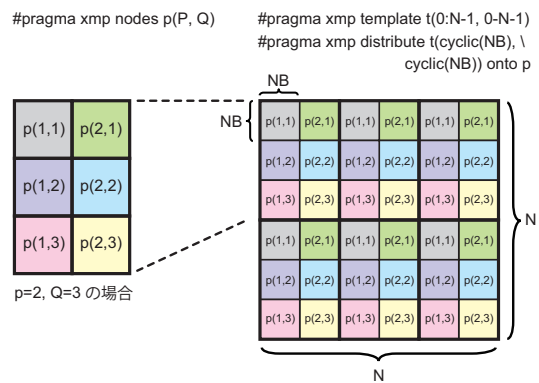 #pragma xmp nodes p(P, Q)
#pragma xmp template t(0:N-1, 0-N-1)
#pragma xmp distribute t(cyclic(NB), \
cyclic(NB)) onto p
NB
NB
p(1,1) p(2,1)
p(1,2) p(2,2)
p(1,3) p(2,3)
p=2, Q=3 の場合
p(1,1) p(2,1) p(1,1) p(2,1) p(1,1) p(2,1)
p(1,2) p(2,2) p(1,2) p(2,2) p(1,2) p(2,2)
p(1,3) p(2,3) p(1,3) p(2,3) p(1,3) p(2,3)
p(1,1) p(2,1) p(1,1) p(2,1) p(1,1) p(2,1)
p(1,2) p(2,2) p(1,2) p(2,2) p(1,2) p(2,2)
p(1,3) p(2,3) p(1,3) p(2,3) p(1,3) p(2,3)
N
N